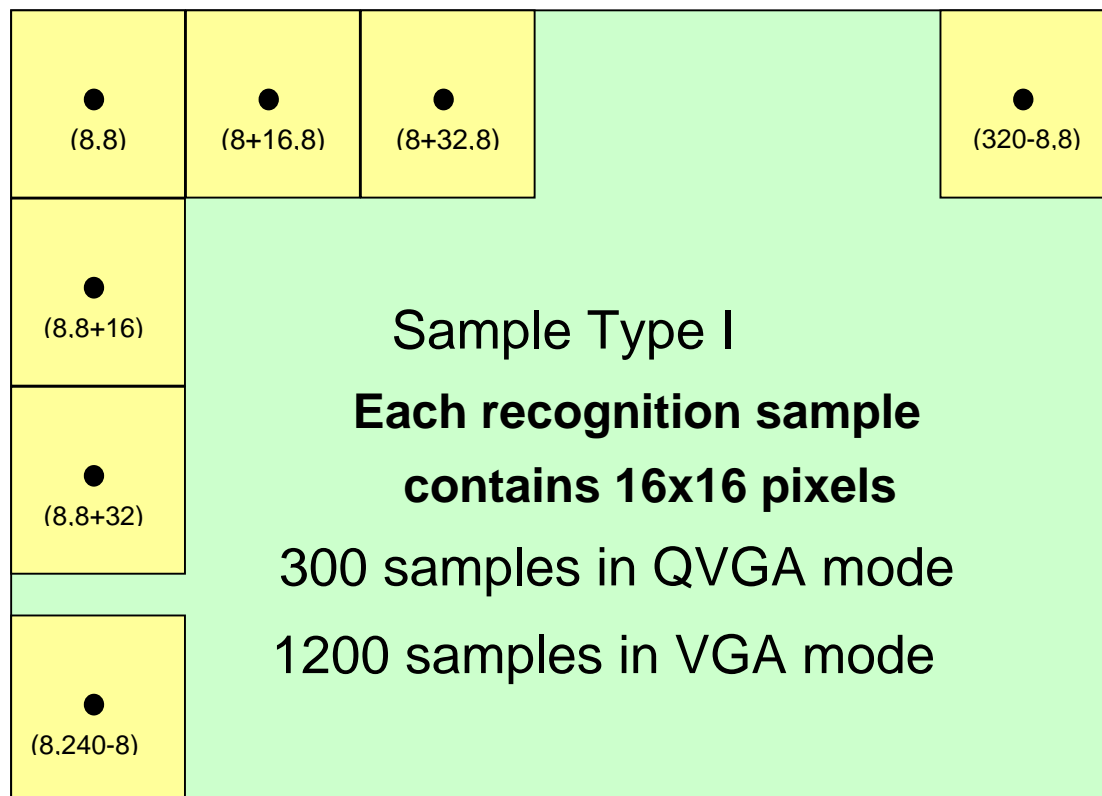 (8,8)
(8+16,8)
(8+32,8)
(320-8,8)
(8,8+16)
Sample Type I
Each recognition sample
contains 16x16 pixels
(8,8+32)
300 samples in QVGA mode
1200 samples in VGA mode
(8,240-8)